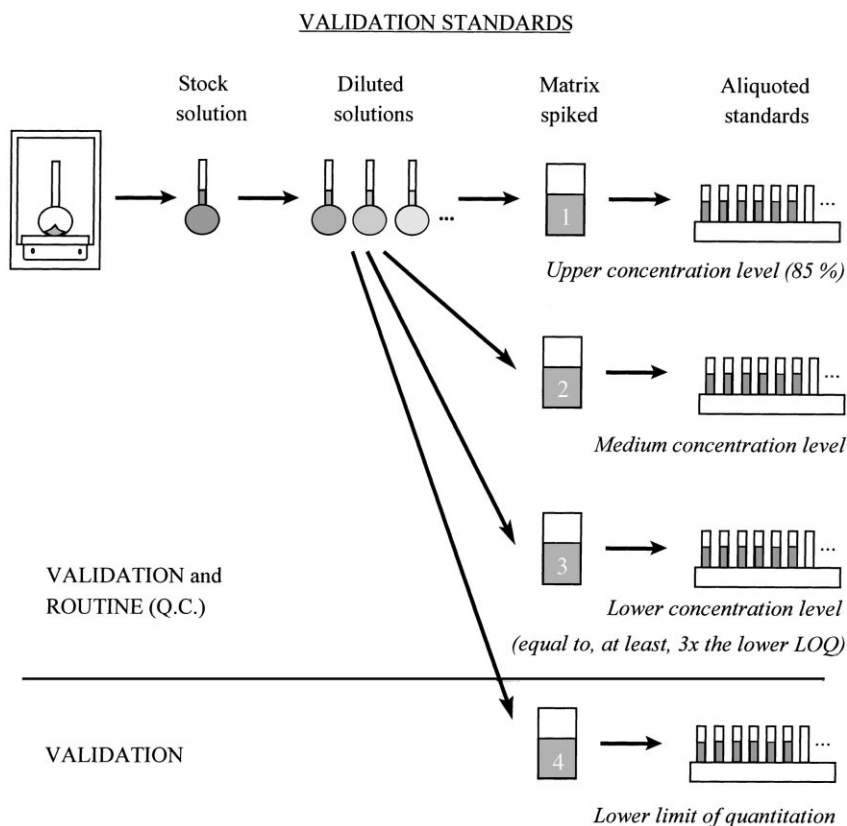 VALIDATION STANDARDS
Stock
solution
Diluted
solutions
Matrix
spiked
Aliquoted
standards
...
1
...
Upper concentration level (85 %)
2
...
Medium concentration level
3
...
VALIDATION and
ROUTINE (Q.C.)
Lower concentration level
(equal to, at least, 3x the lower LOQ)
VALIDATION
4
...
Lower limit of quantitation